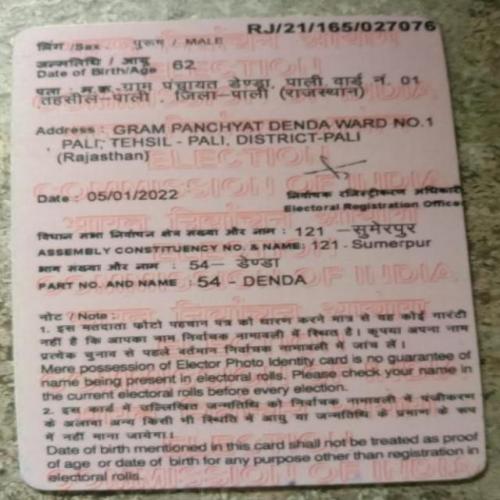 RJ/21/165/027076
लिंग /Sex : पुरूष / MALE
जन्मतिथि / आयु : 62
Date of Birth/Age
पता : म.क. ग्राम पंचायत डेण्डा, पाली वार्ड नं. 01
तहसील-पाली , जिला-पाली (राजस्थान)
Address : GRAM PANCHYAT DENDA WARD NO.1
PALI, TEHSIL - PALI, DISTRICT-PALI
(Rajasthan)
Date : 05/01/2022
निर्वाचक रजिस्ट्रीकरण अधिकारी
Electoral Registration Office
विधान सभा निर्वाचन क्षेत्र संख्या और नाम : 121 - सुमेरपुर
ASSEMBLY CONSTITUENCY NO. & NAME: 121 - Sumerpur
भाग संख्या और नाम : 54- डेण्डा
PART NO. AND NAME : 54 - DENDA
नोट / Note :
1. इस मतदाता फोटो पहचान पत्र को धारण करने मात्र से यह कोई गारंटी
नहीं है कि आपका नाम निर्वाचक नामावली में स्थित है। कृपया अपना नाम
प्रत्येक चुनाव से पहले वर्तमान निर्वाचक नामावली में जांच लें।
Mere possession of Elector Photo Identity card is no guarantee of
name being present in electoral rolls. Please check your name in
the current electoral rolls before every election.
2. इस कार्ड में उल्लिखित जन्मतिथि को निर्वाचक नामावली में पंजीकरण
के अलावा अन्य किसी भी स्थिति में आयु या जन्मतिथि के प्रमाण के रूप
में नहीं माना जायेगा।
Date of birth mentioned in this card shall not be treated as proof
of age or date of birth for any purpose other than registration in
electoral rolls.